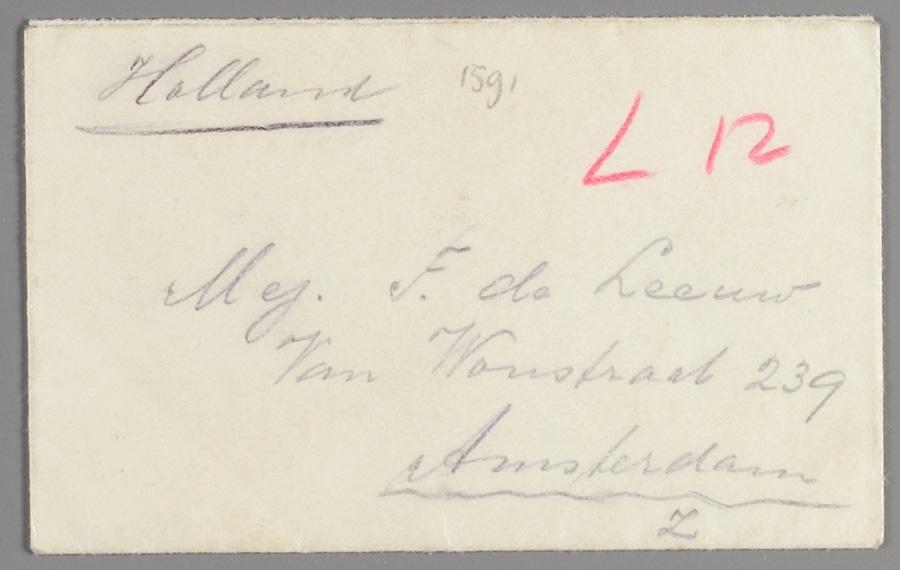 Holland
1591
L 12
Mej. F. de Leeuw
Van Woustraat 239
Amsterdam
Z